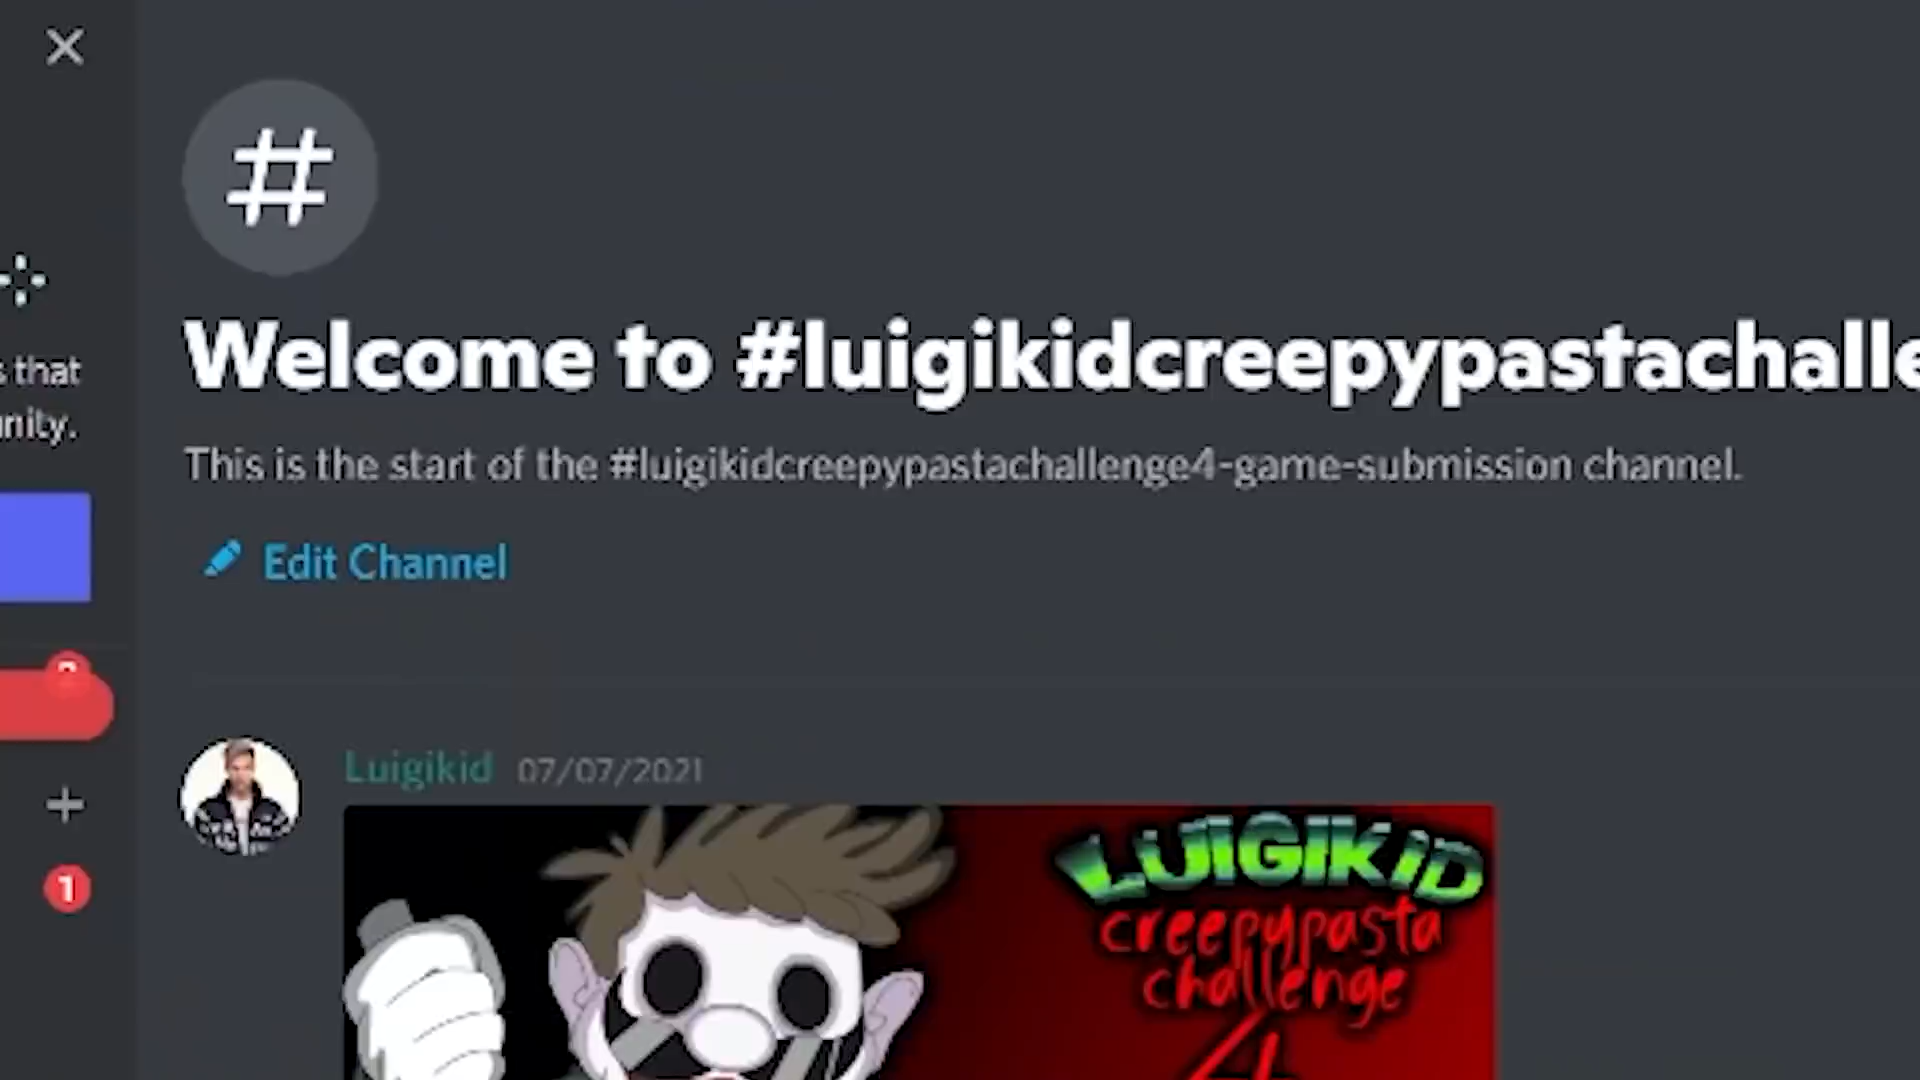 s that
nity.
Welcome to #luigikidcreepypastachalle
This is the start of the #luigikidcreepypastachallenge4-game-submission channel.
Edit Channel
Luigikid 07/07/2021
1
LUIGIKID
creepypasta
challenge
4